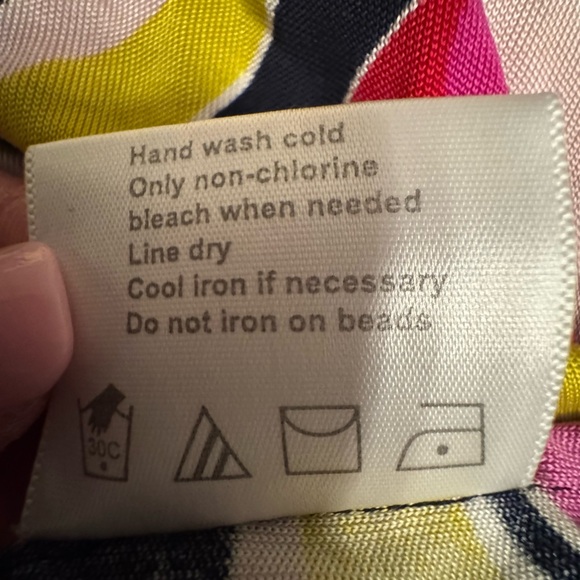 Hand wash cold
Only non-chlorine
bleach when needed
Line dry
Cool iron if necessary
Do not iron on beads
30C